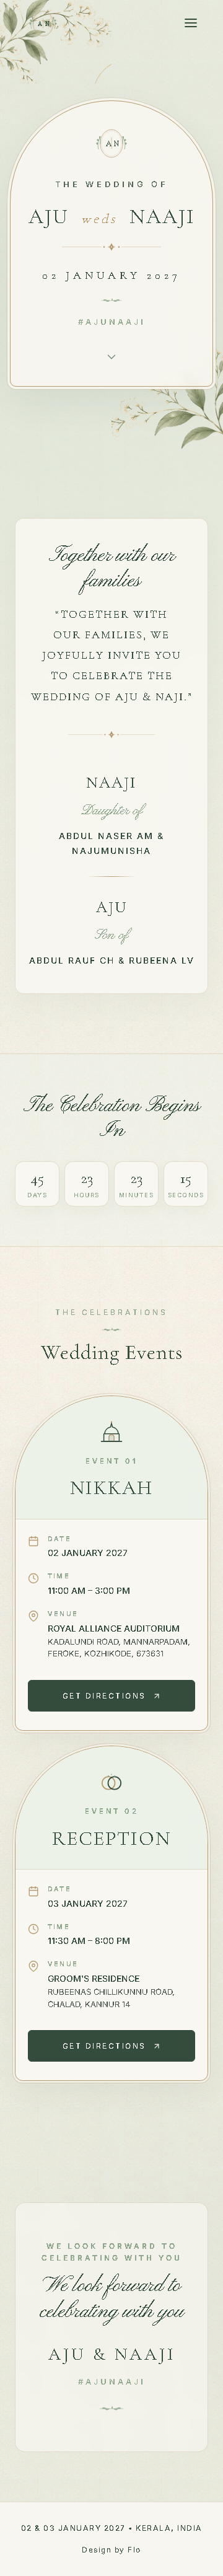 AN
AN
THE WEDDING OF
AJU weds NAAJI
02 JANUARY 2027
#AJUNAAJI
Together with our
families
"TOGETHER WITH
OUR FAMILIES, WE
JOYFULLY INVITE YOU
TO CELEBRATE THE
WEDDING OF AJU & NAJI."
NAAJI
Daughter of
ABDUL NASER AM &
NAJUMUNISHA
AJU
Son of
ABDUL RAUF CH & RUBEENA LV
The Celebration Begins
In
45 23 23 15
DAYS HOURS MINUTES SECONDS
THE CELEBRATIONS
Wedding Events
EVENT 01
NIKKAH
DATE
02 JANUARY 2027
TIME
11:00 AM – 3:00 PM
VENUE
ROYAL ALLIANCE AUDITORIUM
KADALUNDI ROAD, MANNARPADAM,
FEROKE, KOZHIKODE, 673631
GET DIRECTIONS
EVENT 02
RECEPTION
DATE
03 JANUARY 2027
TIME
11:30 AM – 8:00 PM
VENUE
GROOM'S RESIDENCE
RUBEENAS CHILLIKUNNU ROAD,
CHALAD, KANNUR 14
GET DIRECTIONS
WE LOOK FORWARD TO
CELEBRATING WITH YOU
We look forward to
celebrating with you
AJU & NAAJI
#AJUNAAJI
02 & 03 JANUARY 2027 • KERALA, INDIA
Design by Flo